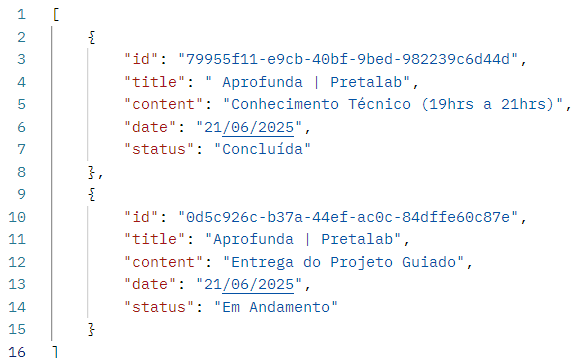 1 [
2 {
3 "id": "79955f11-e9cb-40bf-9bed-982239c6d44d",
4 "title": " Aprofunda | Pretalab",
5 "content": "Conhecimento Técnico (19hrs a 21hrs)",
6 "date": "21/06/2025",
7 "status": "Concluída"
8 },
9 {
10 "id": "0d5c926c-b37a-44ef-ac0c-84dffe60c87e",
11 "title": "Aprofunda | Pretalab",
12 "content": "Entrega do Projeto Guiado",
13 "date": "21/06/2025",
14 "status": "Em Andamento"
15 }
16 ]